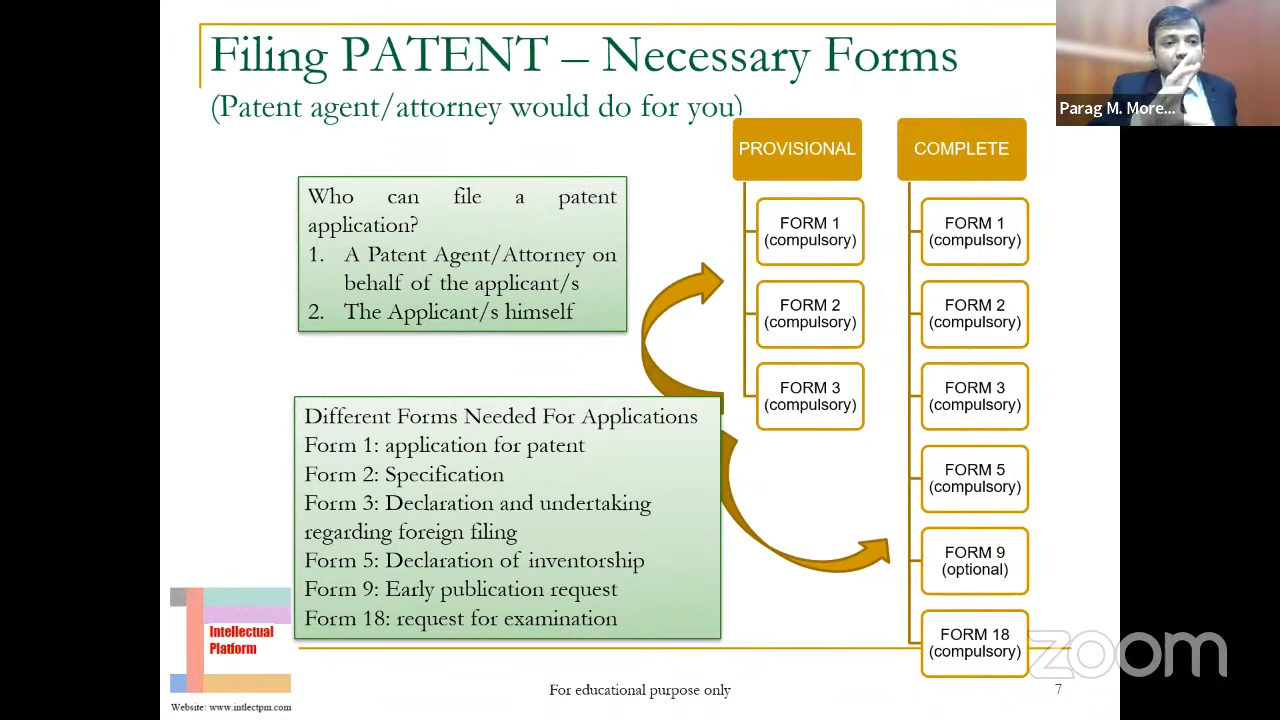 Filing PATENT – Necessary Forms
(Patent agent/attorney would do for you)
Parag M. More...
Who can file a patent
application?
1. A Patent Agent/Attorney on
behalf of the applicant/s
2. The Applicant/s himself
Different Forms Needed For Applications
Form 1: application for patent
Form 2: Specification
Form 3: Declaration and undertaking
regarding foreign filing
Form 5: Declaration of inventorship
Form 9: Early publication request
Form 18: request for examination
PROVISIONAL
FORM 1
(compulsory)
FORM 2
(compulsory)
FORM 3
(compulsory)
COMPLETE
FORM 1
(compulsory)
FORM 2
(compulsory)
FORM 3
(compulsory)
FORM 5
(compulsory)
FORM 9
(optional)
FORM 18
(compulsory)
Intellectual
Platform
Website: www.intlectpm.com
For educational purpose only
7
zoom